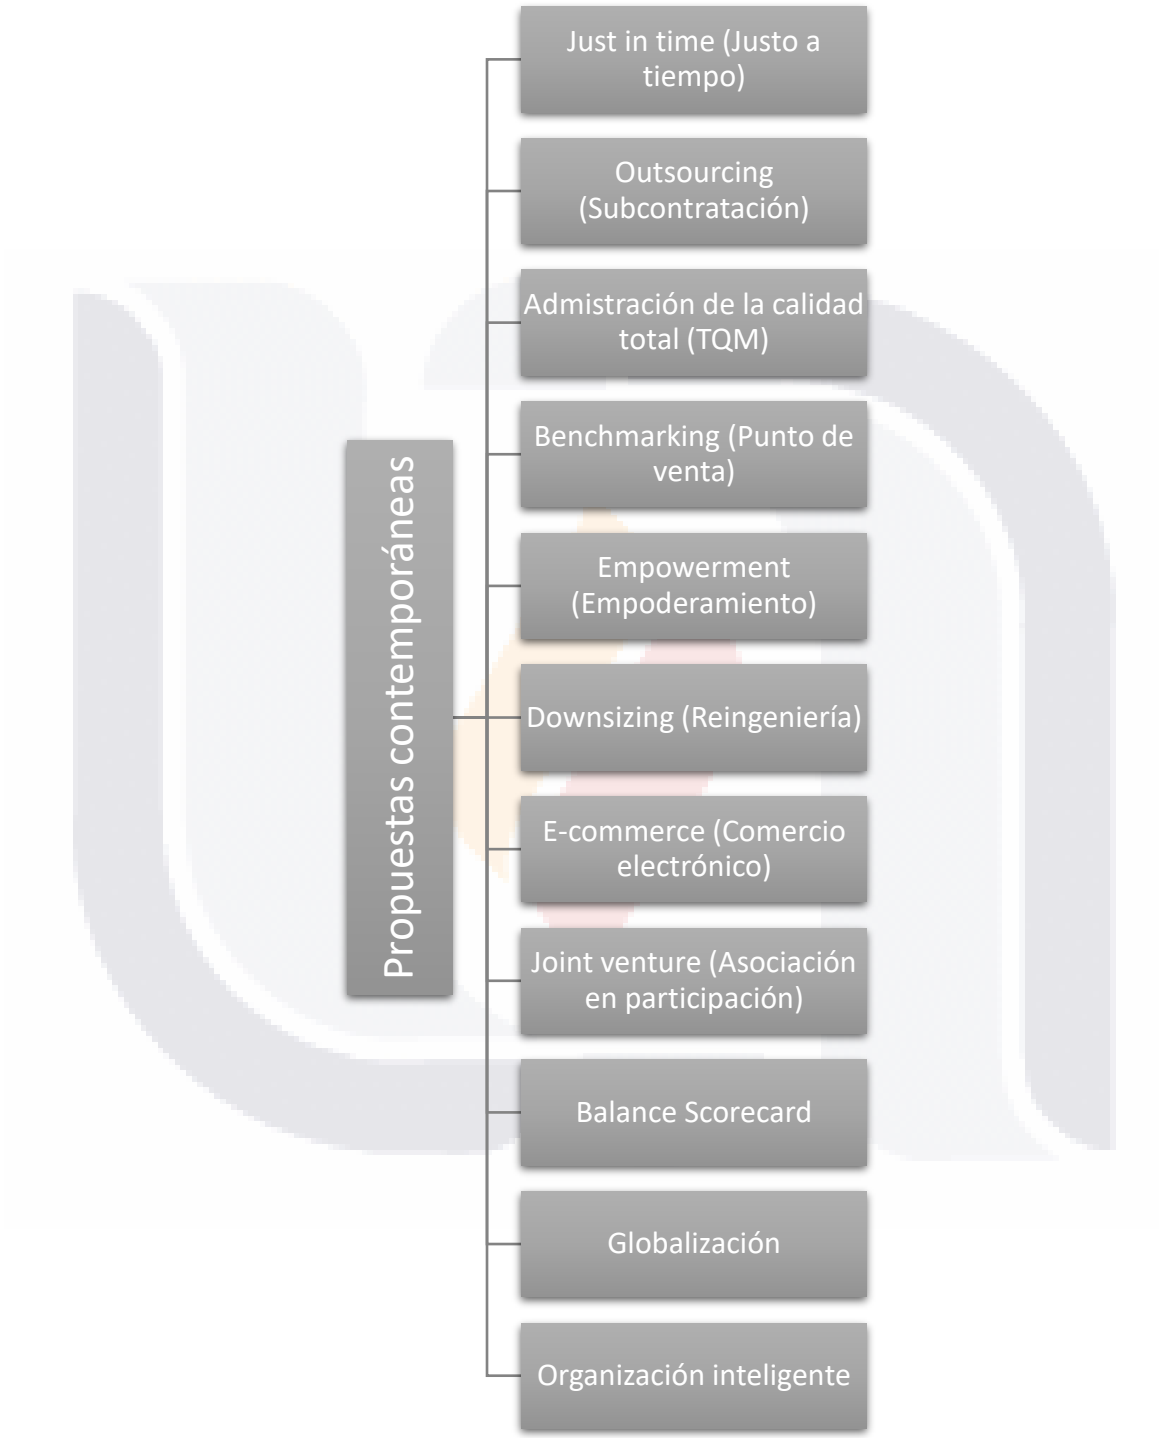 Propuestas contemporáneas
Just in time (Justo a
tiempo)
Outsourcing
(Subcontratación)
Admistración de la calidad
total (TQM)
Benchmarking (Punto de
venta)
Empowerment
(Empoderamiento)
Downsizing (Reingeniería)
E-commerce (Comercio
electrónico)
Joint venture (Asociación
en participación)
Balance Scorecard
Globalización
Organización inteligente